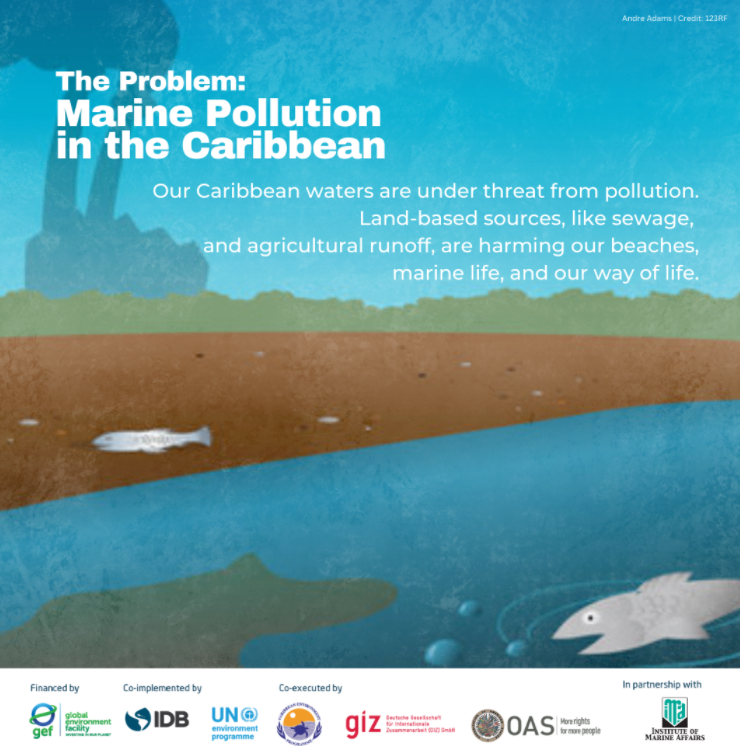 Andre Adams | Credit: 123RF
The Problem:
Marine Pollution
in the Caribbean
Our Caribbean waters are under threat from pollution.
Land-based sources, like sewage,
and agricultural runoff, are harming our beaches,
marine life, and our way of life.
Financed by
Co-implemented by
Co-executed by
In partnership with
gef
global
environment
facility
INVESTING IN OUR PLANET
IDB
UN
environment
programme
CARIBBEAN ENVIRONMENT
PROGRAMME
giz
Deutsche Gesellschaft
für Internationale
Zusammenarbeit (GIZ) GmbH
OAS
More rights
for more people
ima
INSTITUTE OF
MARINE AFFAIRS